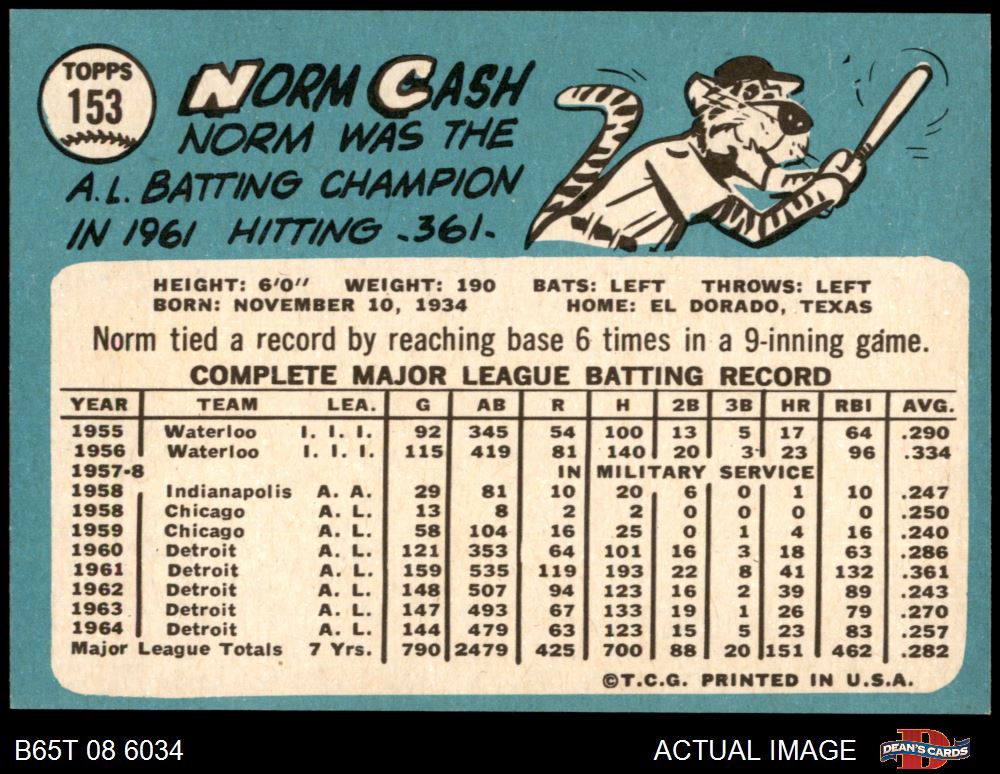 TOPPS
153
NORM CASH
NORM WAS THE
A.L. BATTING CHAMPION
IN 1961 HITTING .361.
HEIGHT: 6'0" WEIGHT: 190 BATS: LEFT THROWS: LEFT
BORN: NOVEMBER 10, 1934 HOME: EL DORADO, TEXAS
Norm tied a record by reaching base 6 times in a 9-inning game.
COMPLETE MAJOR LEAGUE BATTING RECORD
YEAR TEAM LEA. G AB R H 2B 3B HR RBI AVG.
1955 Waterloo I. I. I. 92 345 54 100 13 5 17 64 .290
1956 Waterloo I. I. I. 115 419 81 140 20 3 23 96 .334
1957-8 IN MILITARY SERVICE
1958 Indianapolis A. A. 29 81 10 20 6 0 1 10 .247
1958 Chicago A. L. 13 8 2 2 0 0 0 0 .250
1959 Chicago A. L. 58 104 16 25 0 1 4 16 .240
1960 Detroit A. L. 121 353 64 101 16 3 18 63 .286
1961 Detroit A. L. 159 535 119 193 22 8 41 132 .361
1962 Detroit A. L. 148 507 94 123 16 2 39 89 .243
1963 Detroit A. L. 147 493 67 133 19 1 26 79 .270
1964 Detroit A. L. 144 479 63 123 15 5 23 83 .257
Major League Totals 7 Yrs. 790 2479 425 700 88 20 151 462 .282
©T.C.G. PRINTED IN U.S.A.
B65T 08 6034 ACTUAL IMAGE DEAN'S CARDS